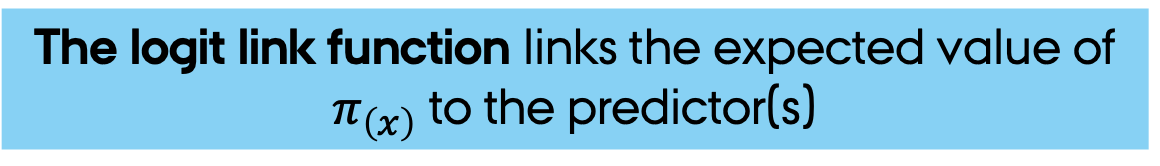 The logit link function links the expected value of
π(x) to the predictor(s)